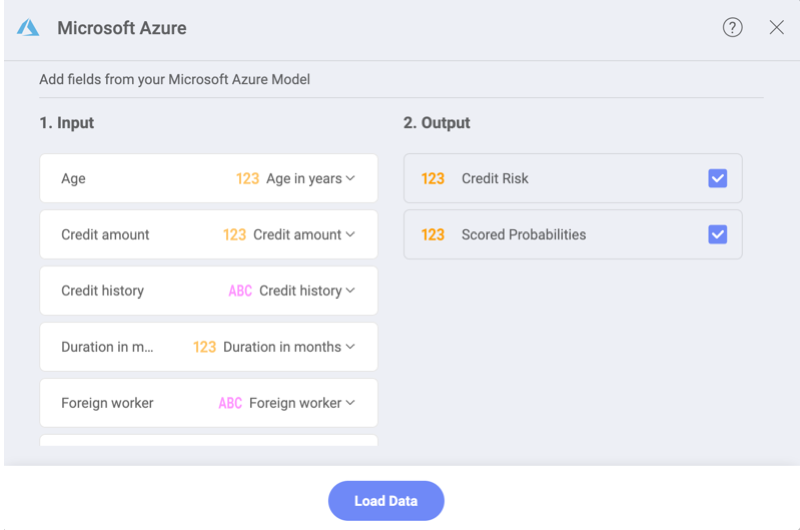 Microsoft Azure
?
Add fields from your Microsoft Azure Model
1. Input
2. Output
Age 123 Age in years
Credit amount 123 Credit amount
Credit history ABC Credit history
Duration in m... 123 Duration in months
Foreign worker ABC Foreign worker
123 Credit Risk
123 Scored Probabilities
Load Data